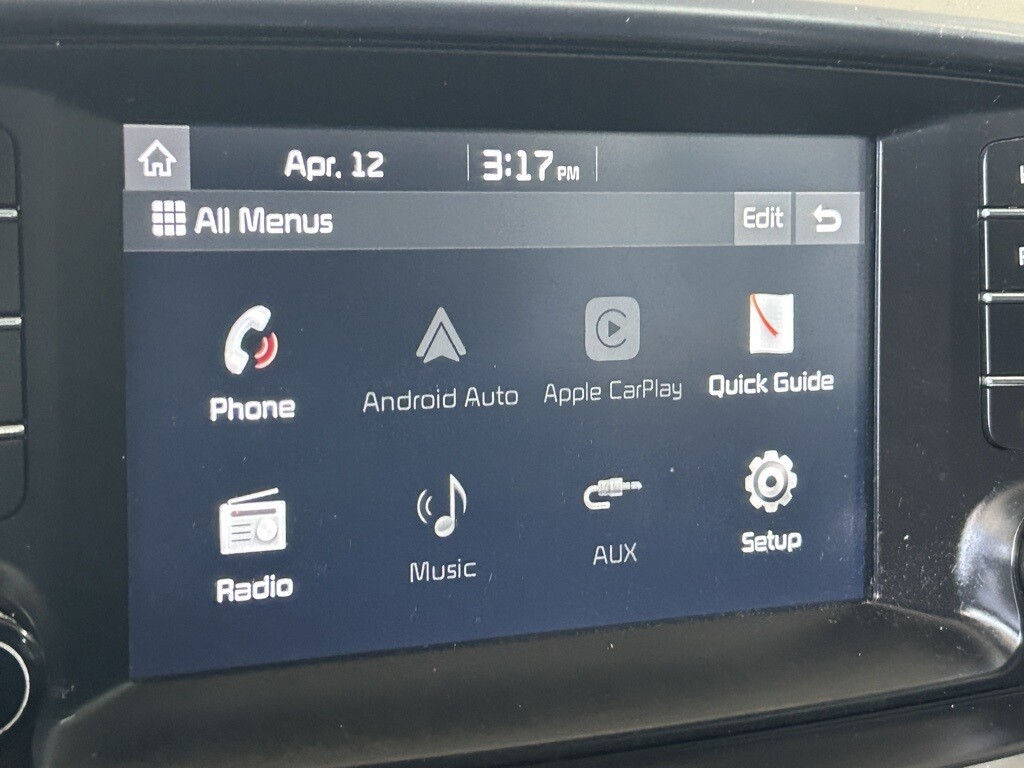 Apr. 12 3:17 PM
All Menus Edit
Phone Android Auto Apple CarPlay Quick Guide
Radio Music AUX Setup